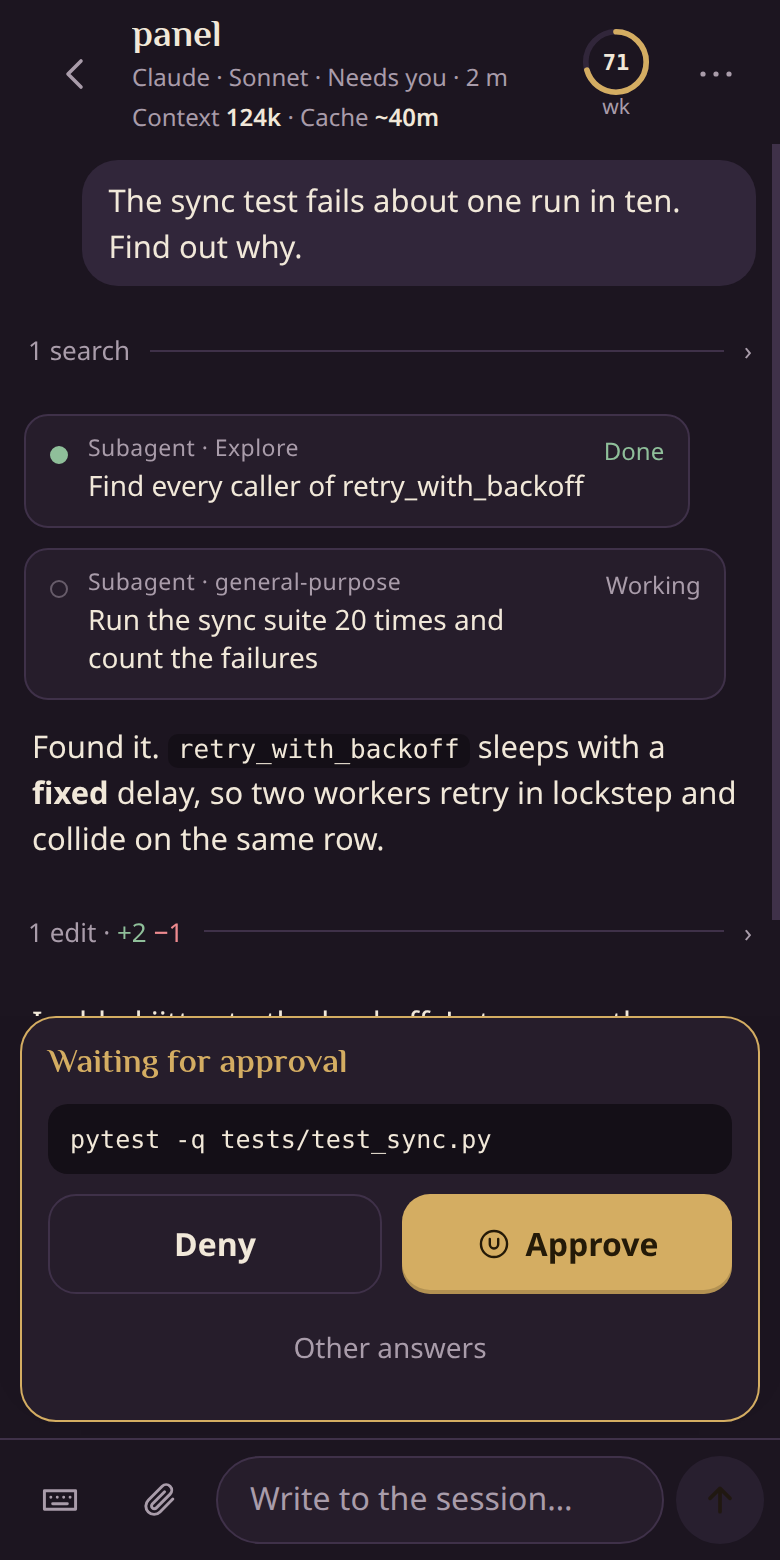 panel
Claude · Sonnet · Needs you · 2 m
Context 124k · Cache ~40m
71
wk
The sync test fails about one run in ten.
Find out why.
1 search ›
Subagent · Explore
Done
Find every caller of retry_with_backoff
Subagent · general-purpose
Working
Run the sync suite 20 times and
count the failures
Found it. retry_with_backoff sleeps with a
fixed delay, so two workers retry in lockstep and
collide on the same row.
1 edit · +2 −1 ›
Waiting for approval
pytest -q tests/test_sync.py
Deny
Approve
Other answers
Write to the session…